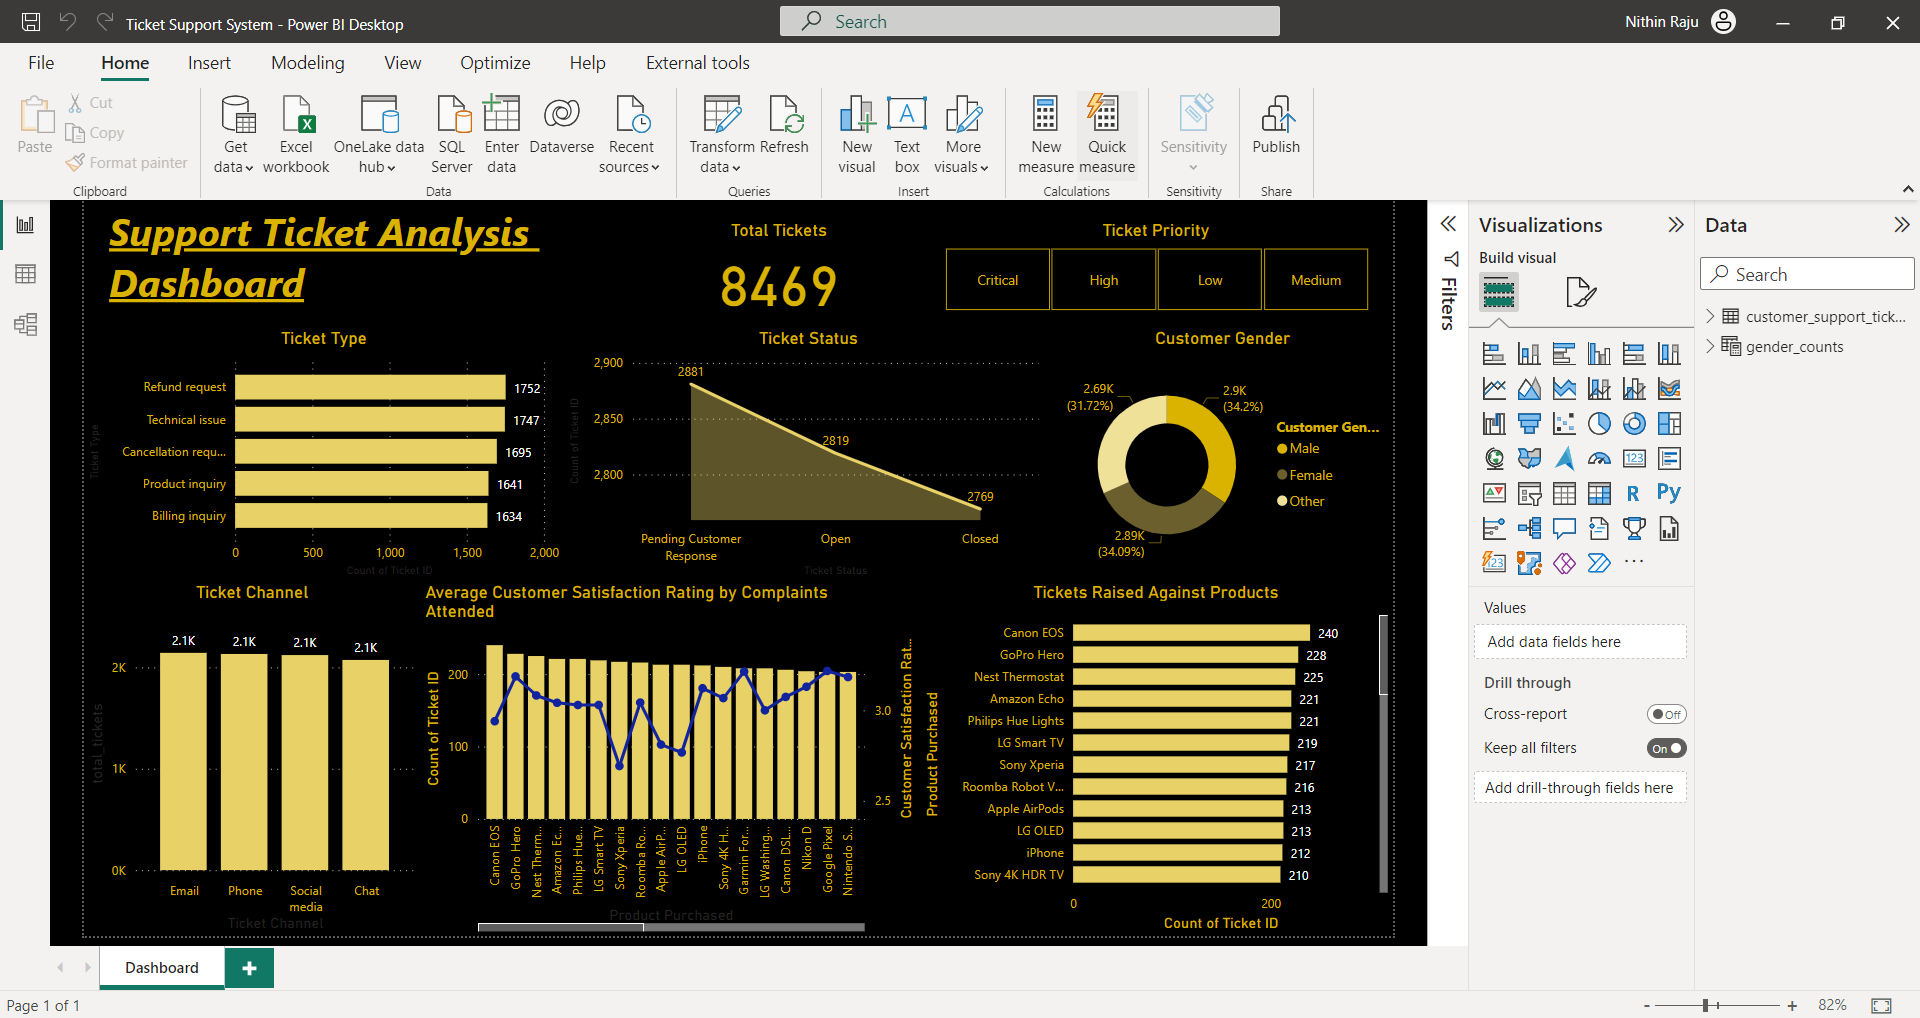 Ticket Support System - Power BI Desktop
Search
Nithin Raju
File
Home
Insert
Modeling
View
Optimize
Help
External tools
Paste
Cut
Copy
Format painter
Clipboard
Get data
Excel workbook
OneLake data hub
SQL Server
Enter data
Dataverse
Recent sources
Data
Transform data
Refresh
Queries
New visual
Text box
More visuals
Insert
New measure
Quick measure
Calculations
Sensitivity
Sensitivity
Publish
Share
Support Ticket Analysis
Dashboard
Total Tickets
8469
Ticket Priority
Critical
High
Low
Medium
Ticket Type
Ticket Type
Refund request
1752
Technical issue
1747
Cancellation requ...
1695
Product inquiry
1641
Billing inquiry
1634
0 500 1,000 1,500 2,000
Count of Ticket ID
Ticket Status
Count of Ticket ID
2,900
2,850
2,800
2881
2819
2769
Pending Customer
Response
Open
Closed
Ticket Status
Customer Gender
2.69K
(31.72%)
2.9K
(34.2%)
2.89K
(34.09%)
Customer Gen...
Male
Female
Other
Ticket Channel
total_tickets
2K
1K
0K
2.1K
2.1K
2.1K
2.1K
Email
Phone
Social
media
Chat
Ticket Channel
Average Customer Satisfaction Rating by Complaints
Attended
Count of Ticket ID
200
100
0
3.0
2.5
Customer Satisfaction Rat...
Product Purchased
Canon EOS
GoPro Hero
Nest Therm...
Amazon Ec...
Philips Hue...
LG Smart TV
Sony Xperia
Roomba Ro...
Apple AirP...
LG OLED
iPhone
Sony 4K H...
Garmin For...
LG Washing...
Canon DSL...
Nikon D
Google Pixel
Nintendo S...
Product Purchased
Tickets Raised Against Products
Canon EOS
240
GoPro Hero
228
Nest Thermostat
225
Amazon Echo
221
Philips Hue Lights
221
LG Smart TV
219
Sony Xperia
217
Roomba Robot V...
216
Apple AirPods
213
LG OLED
213
iPhone
212
Sony 4K HDR TV
210
0 200
Count of Ticket ID
Filters
Visualizations
Build visual
123
R
Py
123
...
Values
Add data fields here
Drill through
Cross-report
Off
Keep all filters
On
Add drill-through fields here
Data
Search
customer_support_tick...
gender_counts
Dashboard
Page 1 of 1
82%